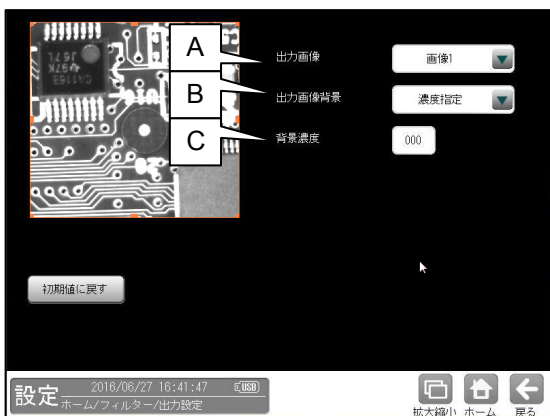 A
出力画像
画像1
B
出力画像背景
濃度指定
C
背景濃度
000
初期値に戻す
設定
2016/06/27 16:41:47
USB
ホーム/フィルター/出力設定
拡大縮小
ホーム
戻る